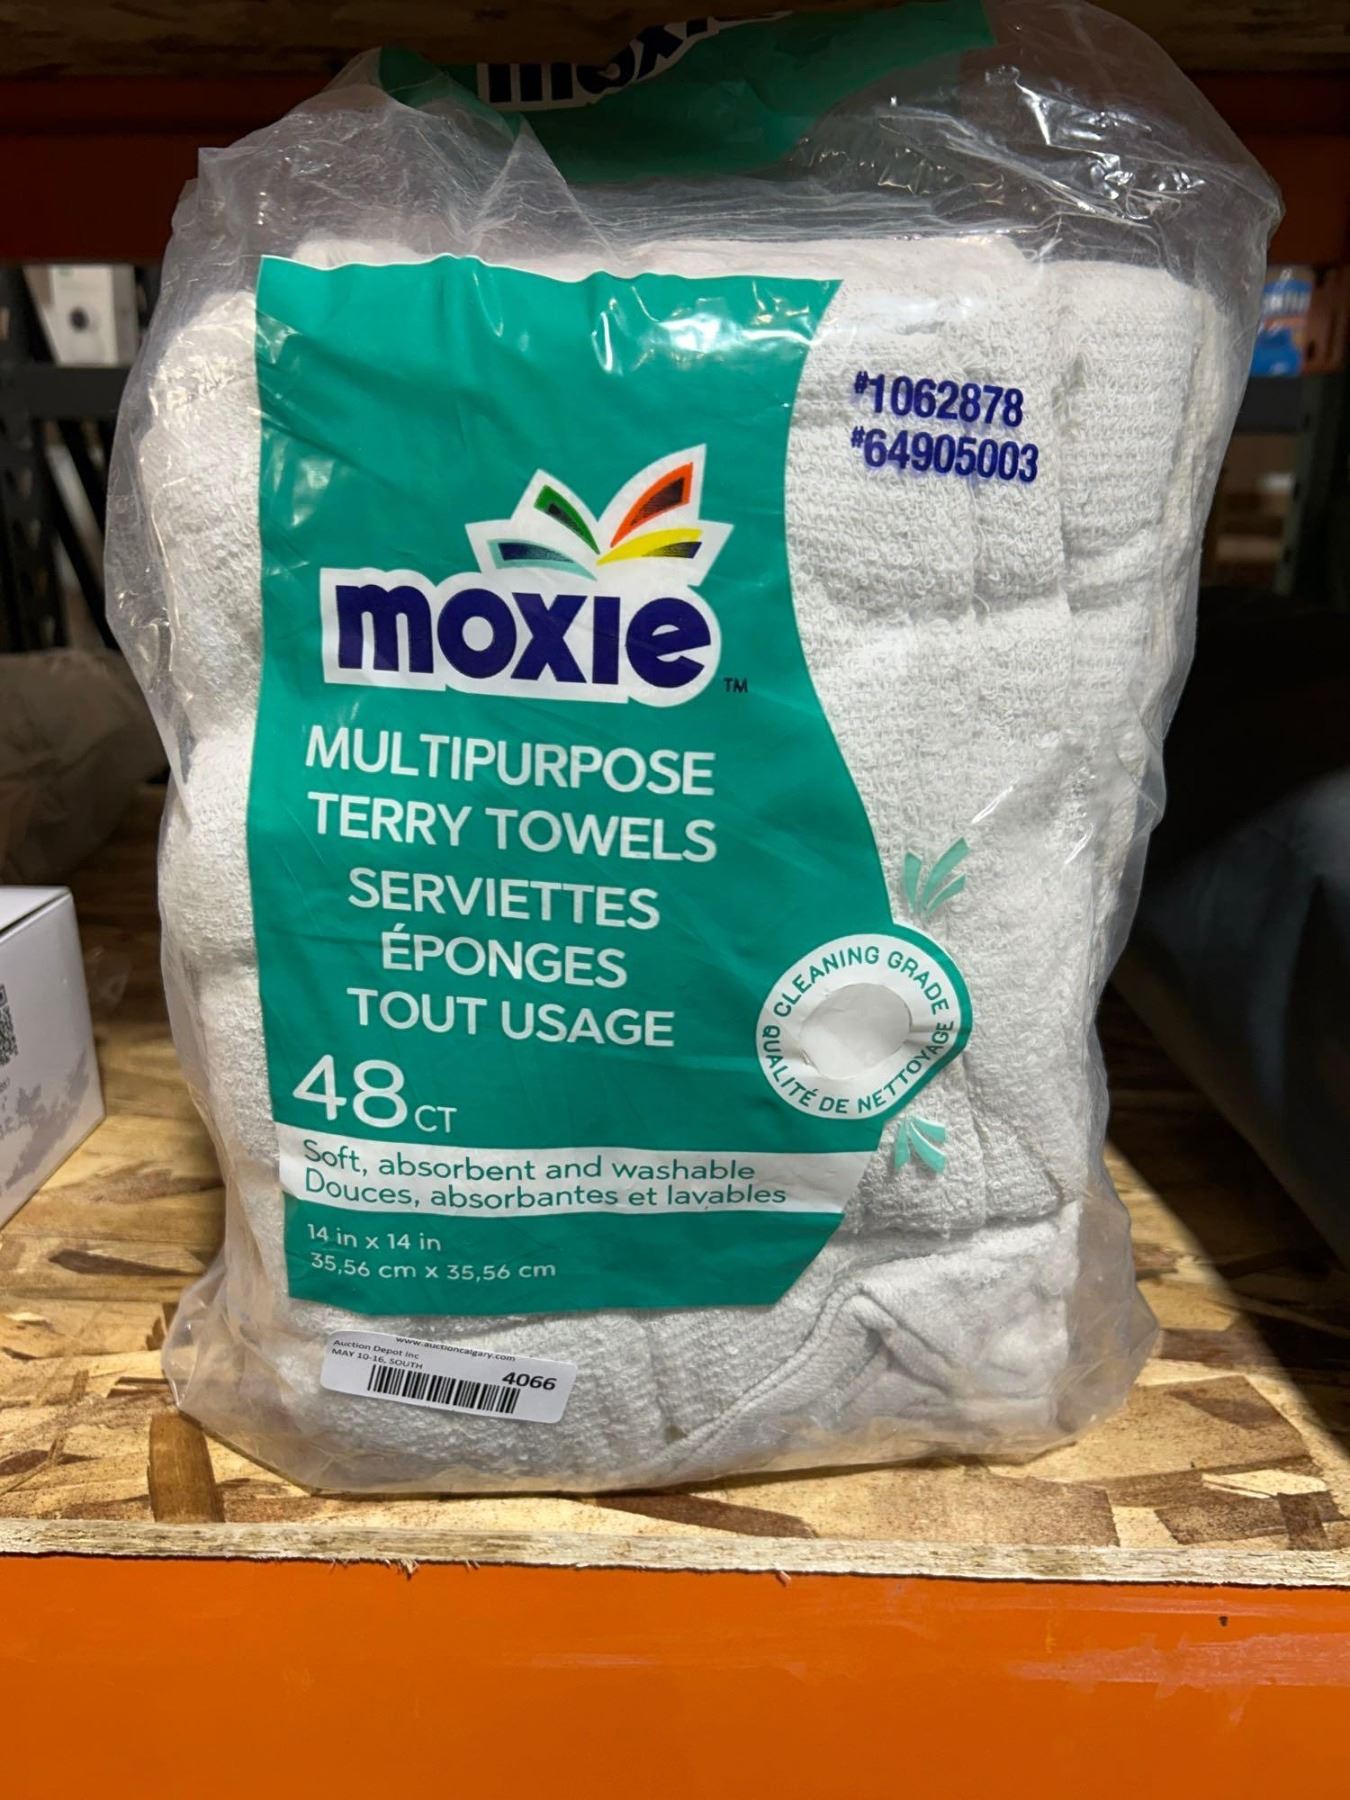 moxie
#1062878
#64905003
moxie
TM
MULTIPURPOSE
TERRY TOWELS
SERVIETTES
ÉPONGES
TOUT USAGE
CLEANING GRADE
QUALITÉ DE NETTOYAGE
48 CT
Soft, absorbent and washable
Douces, absorbantes et lavables
14 in x 14 in
35,56 cm x 35,56 cm
www.auctioncalgary.com
Auction Depot Inc
MAY 10-16, SOUTH
4066